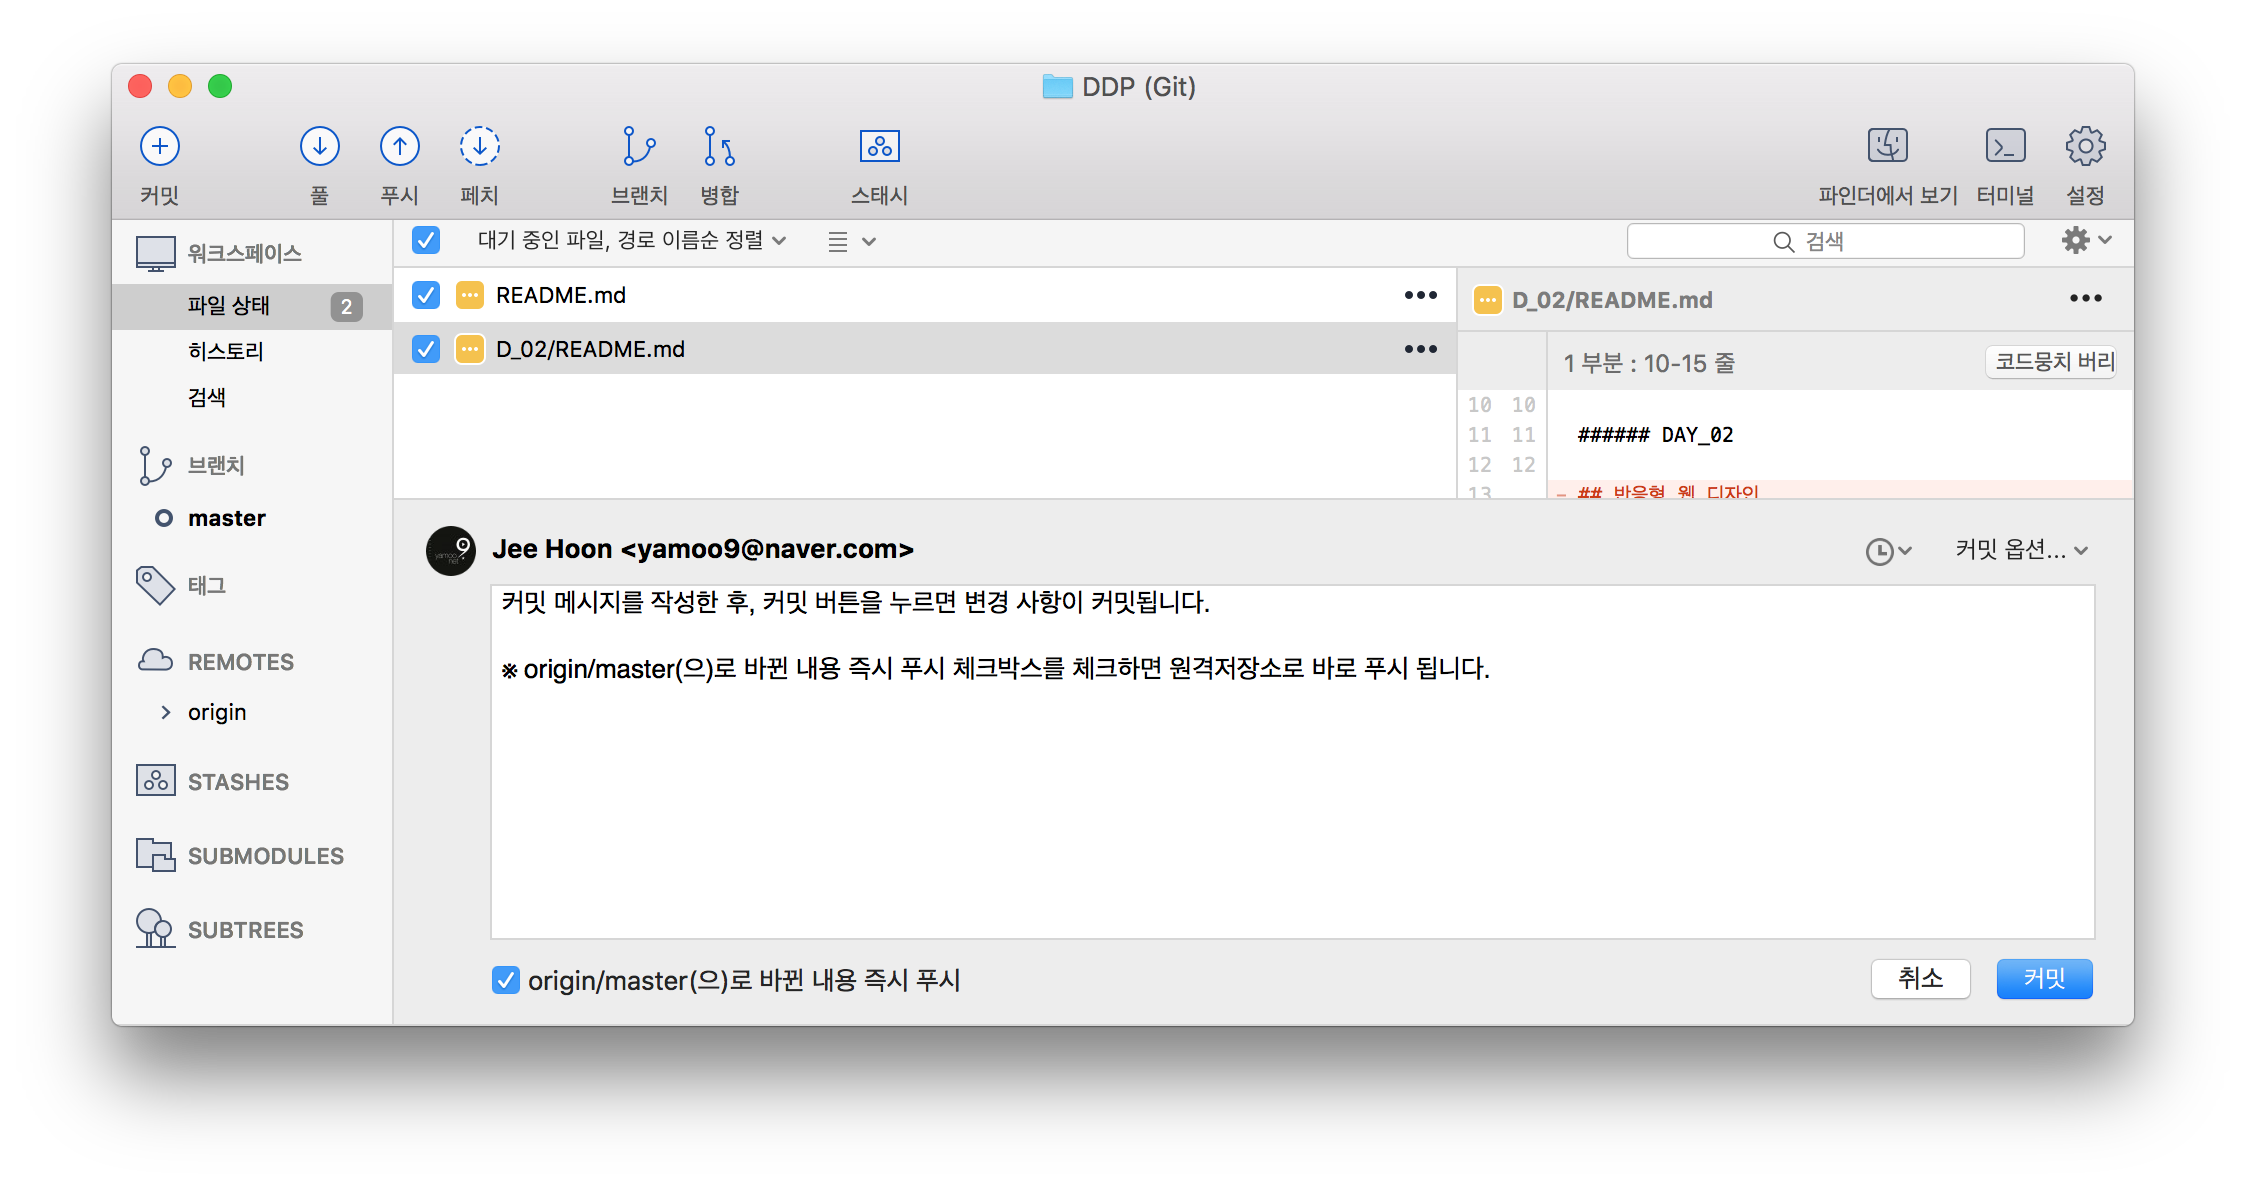 DDP (Git)
커밋
풀
푸시
페치
브랜치
병합
스태시
파인더에서 보기
터미널
설정
워크스페이스
파일 상태 2
히스토리
검색
브랜치
master
태그
REMOTES
origin
STASHES
SUBMODULES
SUBTREES
대기 중인 파일, 경로 이름순 정렬
검색
README.md
D_02/README.md
D_02/README.md
1 부분 : 10-15 줄
코드뭉치 버리
10 10
11 11 ###### DAY_02
12 12
13 - ## 반응형 웹 디자인
yamoo9
net
Jee Hoon <yamoo9@naver.com>
커밋 옵션...
커밋 메시지를 작성한 후, 커밋 버튼을 누르면 변경 사항이 커밋됩니다.
※ origin/master(으)로 바뀐 내용 즉시 푸시 체크박스를 체크하면 원격저장소로 바로 푸시 됩니다.
origin/master(으)로 바뀐 내용 즉시 푸시
취소
커밋